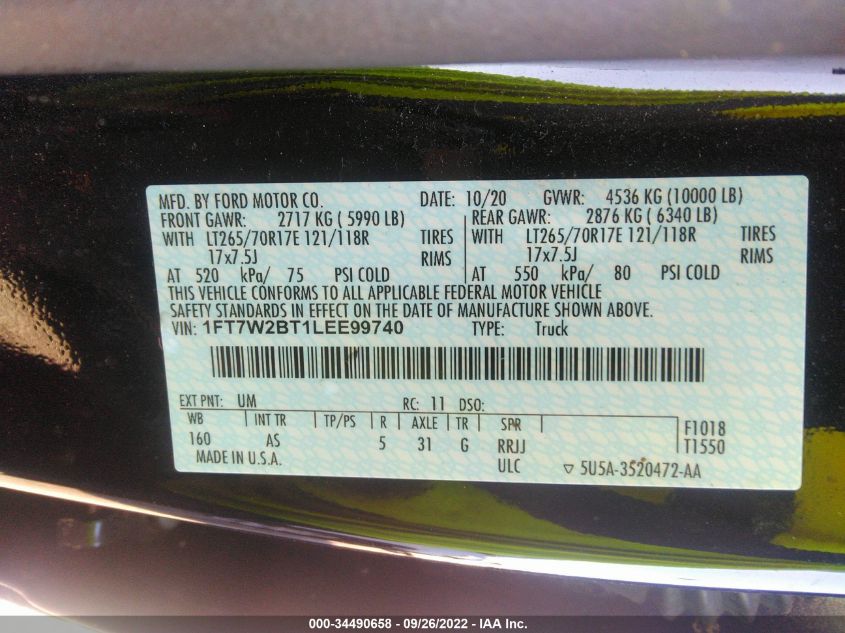 MFD. BY FORD MOTOR CO. DATE: 10/20 GVWR: 4536 KG (10000 LB)
FRONT GAWR: 2717 KG ( 5990 LB) REAR GAWR: 2876 KG ( 6340 LB)
WITH LT265/70R17E 121/118R TIRES WITH LT265/70R17E 121/118R TIRES
17x7.5J RIMS 17x7.5J RIMS
AT 520 kPa/ 75 PSI COLD AT 550 kPa/ 80 PSI COLD
THIS VEHICLE CONFORMS TO ALL APPLICABLE FEDERAL MOTOR VEHICLE
SAFETY STANDARDS IN EFFECT ON THE DATE OF MANUFACTURE SHOWN ABOVE.
VIN: 1FT7W2BT1LEE99740 TYPE: Truck
EXT PNT: UM RC: 11 DSO:
WB INT TR TP/PS R AXLE TR SPR F1018
160 AS 5 31 G RRJJ T1550
MADE IN U.S.A. ULC ▽ 5U5A-3520472-AA
000-34490658 - 09/26/2022 - IAA Inc.